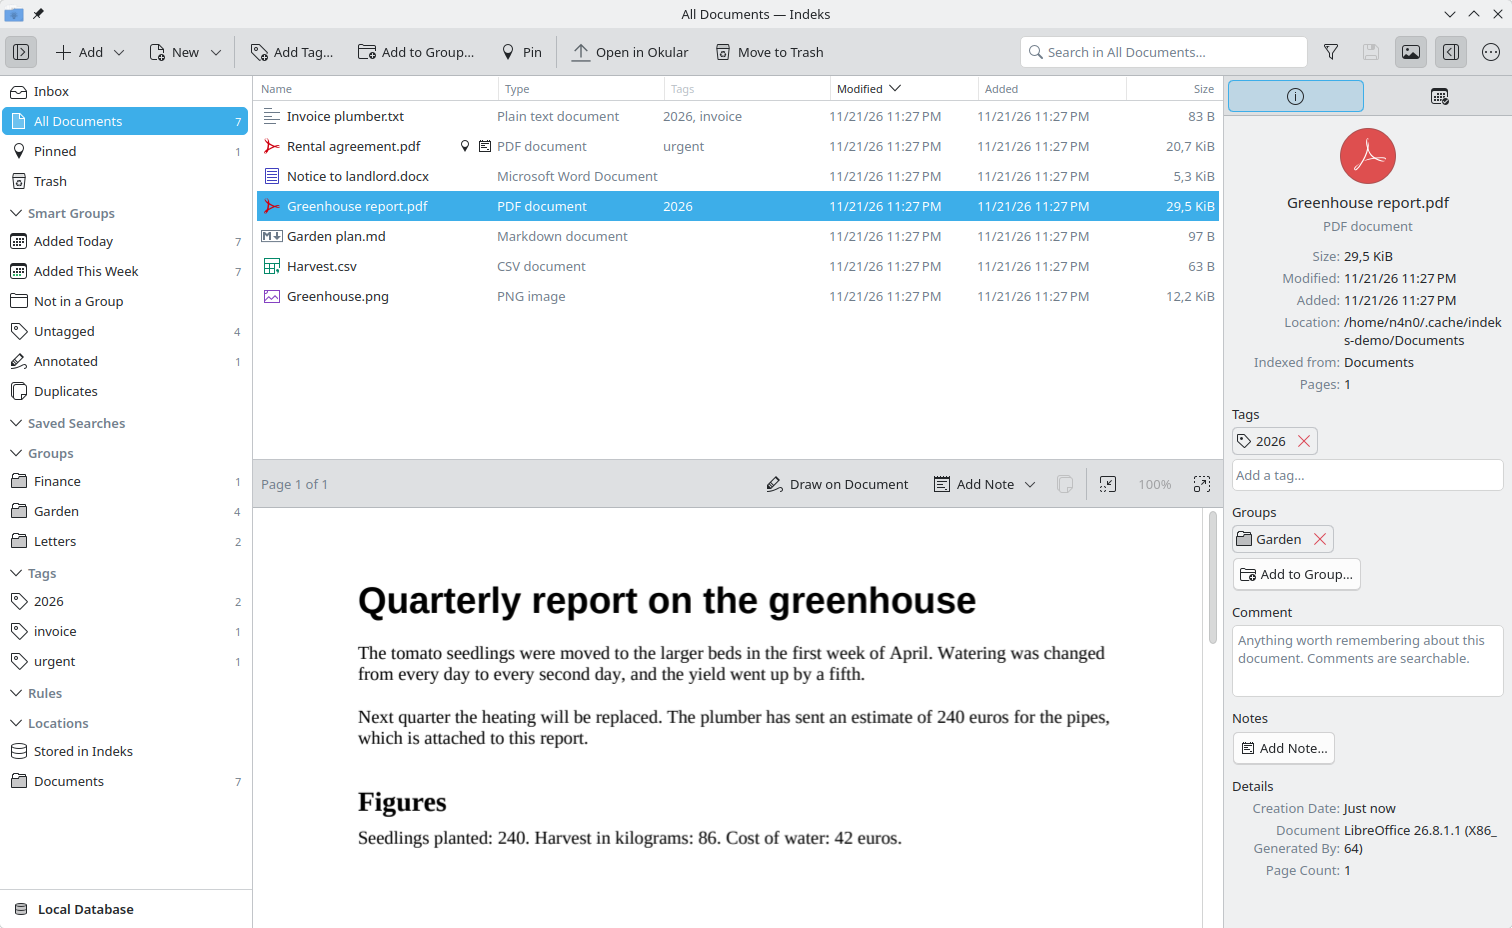 All Documents — Indeks
Add
New
Add Tag...
Add to Group...
Pin
Open in Okular
Move to Trash
Search in All Documents...
Inbox
All Documents 7
Pinned 1
Trash
Smart Groups
Added Today 7
Added This Week 7
Not in a Group
Untagged 4
Annotated 1
Duplicates
Saved Searches
Groups
Finance 1
Garden 4
Letters 2
Tags
2026 2
invoice 1
urgent 1
Rules
Locations
Stored in Indeks
Documents 7
Local Database
Name Type Tags Modified Added Size
Invoice plumber.txt Plain text document 2026, invoice 11/21/26 11:27 PM 11/21/26 11:27 PM 83 B
Rental agreement.pdf PDF document urgent 11/21/26 11:27 PM 11/21/26 11:27 PM 20,7 KiB
Notice to landlord.docx Microsoft Word Document 11/21/26 11:27 PM 11/21/26 11:27 PM 5,3 KiB
Greenhouse report.pdf PDF document 2026 11/21/26 11:27 PM 11/21/26 11:27 PM 29,5 KiB
Garden plan.md Markdown document 11/21/26 11:27 PM 11/21/26 11:27 PM 97 B
Harvest.csv CSV document 11/21/26 11:27 PM 11/21/26 11:27 PM 63 B
Greenhouse.png PNG image 11/21/26 11:27 PM 11/21/26 11:27 PM 12,2 KiB
Page 1 of 1
Draw on Document
Add Note
100%
Quarterly report on the greenhouse
The tomato seedlings were moved to the larger beds in the first week of April. Watering was changed
from every day to every second day, and the yield went up by a fifth.
Next quarter the heating will be replaced. The plumber has sent an estimate of 240 euros for the pipes,
which is attached to this report.
Figures
Seedlings planted: 240. Harvest in kilograms: 86. Cost of water: 42 euros.
Greenhouse report.pdf
PDF document
Size: 29,5 KiB
Modified: 11/21/26 11:27 PM
Added: 11/21/26 11:27 PM
Location: /home/n4n0/.cache/indek
s-demo/Documents
Indexed from: Documents
Pages: 1
Tags
2026
Add a tag...
Groups
Garden
Add to Group...
Comment
Anything worth remembering about this
document. Comments are searchable.
Notes
Add Note...
Details
Creation Date: Just now
Document LibreOffice 26.8.1.1 (X86_
Generated By: 64)
Page Count: 1